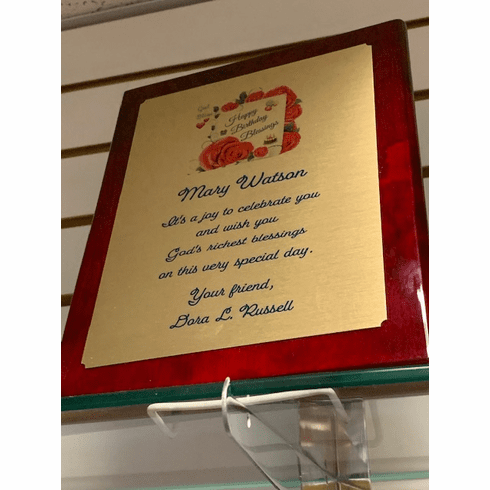 Happy
Birthday
Blessings
Mary Watson
It's a joy to celebrate you
and wish you
God's richest blessings
on this very special day.
Your friend,
Dora L. Russell